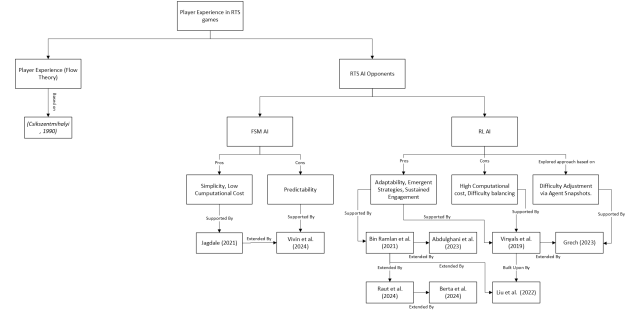 Player Experience in RTS
games
Player Experience (Flow
Theory)
RTS AI Opponents
Based on
(Csikszentmihalyi
, 1990)
FSM AI
RL AI
Pros
Cons
Pros
Cons
Explored approach based on
Simplicity, Low
Cumputational Cost
Predictability
Adaptability, Emergent
Strategies, Sustained
Engagement
High Computational
cost, Difficulty balancing
Difficulty Adjustment
via Agent Snapshots.
Supported By
Supported By
Supported By
Supported By
Supported By
Supported By
Jagdale (2021)
Extended By
Vivin et al.
(2024)
Bin Ramlan et al.
(2021)
Abdulghani et al.
(2023)
Vinyals et al.
(2019)
Grech (2023)
Extended By
Extended By
Extended By
Extended By
Built Upon By
Raut et al.
(2024)
Berta et al.
(2024)
Liu et al. (2022)
Extended By